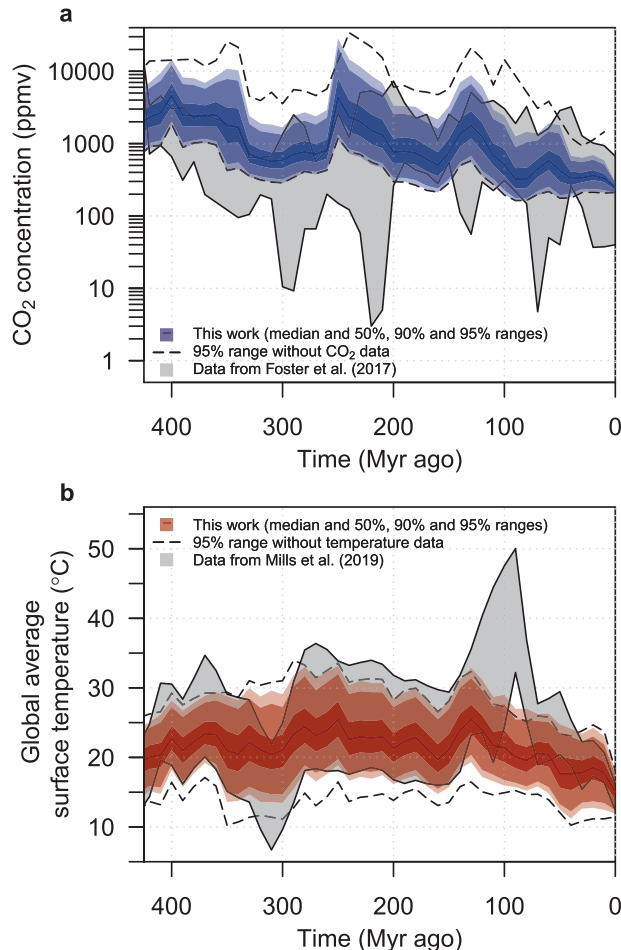 a
CO2 concentration (ppmv)
10000
1000
100
10
1
This work (median and 50%, 90% and 95% ranges)
95% range without CO2 data
Data from Foster et al. (2017)
400 300 200 100 0
Time (Myr ago)
b
Global average
surface temperature (°C)
50
40
30
20
10
This work (median and 50%, 90% and 95% ranges)
95% range without temperature data
Data from Mills et al. (2019)
400 300 200 100 0
Time (Myr ago)